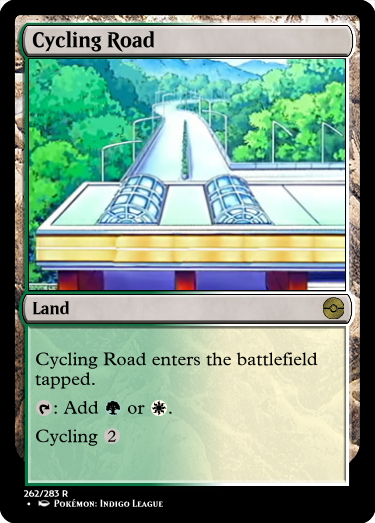 Cycling Road
Land
Cycling Road enters the battlefield
tapped.
: Add or .
Cycling 2
262/283 R
• Pokémon: Indigo League